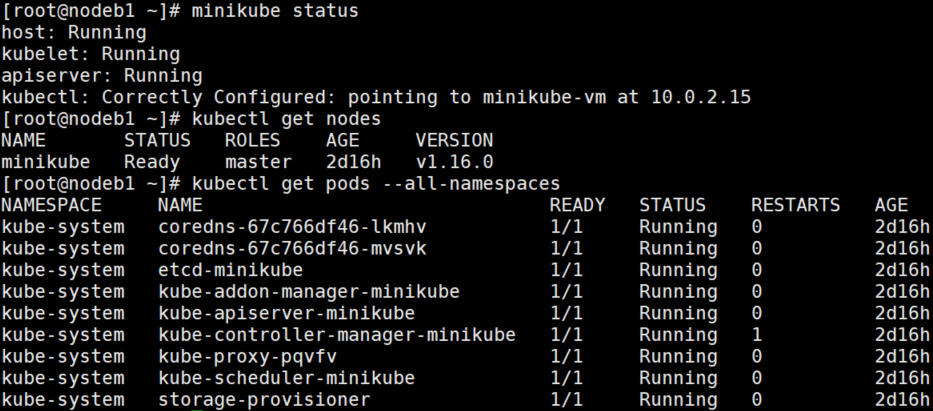 [root@nodeb1 ~]# minikube status
host: Running
kubelet: Running
apiserver: Running
kubectl: Correctly Configured: pointing to minikube-vm at 10.0.2.15
[root@nodeb1 ~]# kubectl get nodes
NAME       STATUS   ROLES    AGE     VERSION
minikube   Ready    master   2d16h   v1.16.0
[root@nodeb1 ~]# kubectl get pods --all-namespaces
NAMESPACE     NAME                               READY   STATUS    RESTARTS   AGE
kube-system   coredns-67c766df46-lkmhv           1/1     Running   0          2d16h
kube-system   coredns-67c766df46-mvsvk           1/1     Running   0          2d16h
kube-system   etcd-minikube                      1/1     Running   0          2d16h
kube-system   kube-addon-manager-minikube        1/1     Running   0          2d16h
kube-system   kube-apiserver-minikube            1/1     Running   0          2d16h
kube-system   kube-controller-manager-minikube   1/1     Running   1          2d16h
kube-system   kube-proxy-pqvfv                   1/1     Running   0          2d16h
kube-system   kube-scheduler-minikube            1/1     Running   0          2d16h
kube-system   storage-provisioner                1/1     Running   0          2d16h